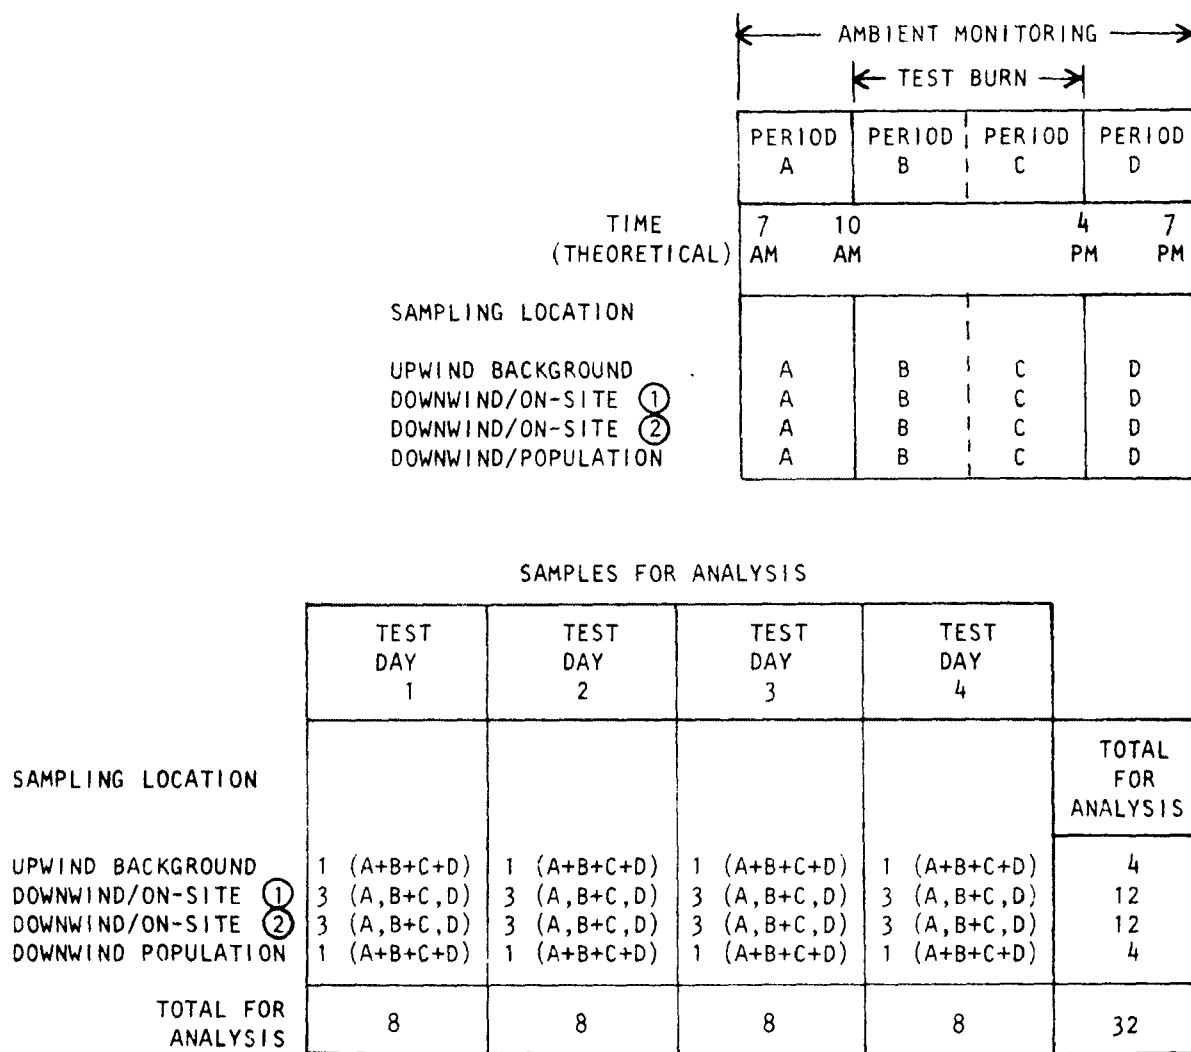 AMBIENT MONITORING
TEST BURN
PERIOD A PERIOD B PERIOD C PERIOD D
TIME (THEORETICAL) 7 AM 10 AM 4 PM 7 PM
SAMPLING LOCATION
UPWIND BACKGROUND A B C D
DOWNWIND/ON-SITE ① A B C D
DOWNWIND/ON-SITE ② A B C D
DOWNWIND/POPULATION A B C D
SAMPLES FOR ANALYSIS
TEST DAY 1 TEST DAY 2 TEST DAY 3 TEST DAY 4
SAMPLING LOCATION TOTAL FOR ANALYSIS
UPWIND BACKGROUND 1 (A+B+C+D) 1 (A+B+C+D) 1 (A+B+C+D) 1 (A+B+C+D) 4
DOWNWIND/ON-SITE ① 3 (A,B+C,D) 3 (A,B+C,D) 3 (A,B+C,D) 3 (A,B+C,D) 12
DOWNWIND/ON-SITE ② 3 (A,B+C,D) 3 (A,B+C,D) 3 (A,B+C,D) 3 (A,B+C,D) 12
DOWNWIND POPULATION 1 (A+B+C+D) 1 (A+B+C+D) 1 (A+B+C+D) 1 (A+B+C+D) 4
TOTAL FOR ANALYSIS 8 8 8 8 32